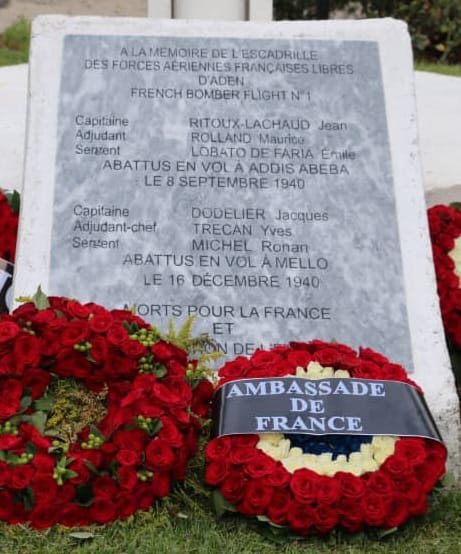 A LA MEMOIRE DE L'ESCADRILLE
DES FORCES AÉRIENNES FRANÇAISES LIBRES
D'ADEN
FRENCH BOMBER FLIGHT N°1
Capitaine RITOUX-LACHAUD Jean
Adjudant ROLLAND Maurice
Sergent LOBATO DE FARIA Émile
ABATTUS EN VOL À ADDIS ABEBA
LE 8 SEPTEMBRE 1940
Capitaine DODELIER Jacques
Adjudant-chef TRECAN Yves
Sergent MICHEL Ronan
ABATTUS EN VOL À MELLO
LE 16 DÉCEMBRE 1940
MORTS POUR LA FRANCE
ET
DE
AMBASSADE
DE
FRANCE